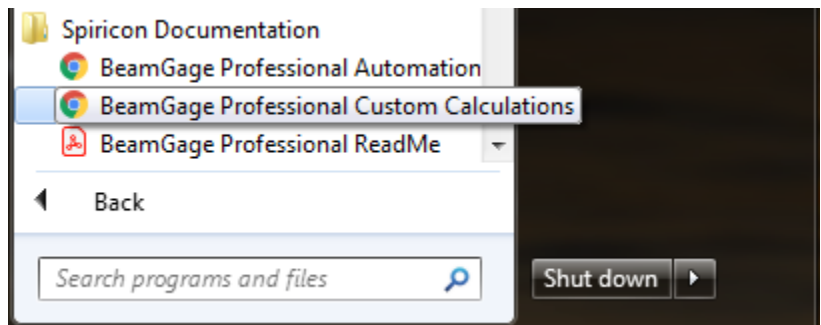 Spiricon Documentation
BeamGage Professional Automation
BeamGage Professional Custom Calculations
BeamGage Professional ReadMe
Back
Search programs and files
Shut down